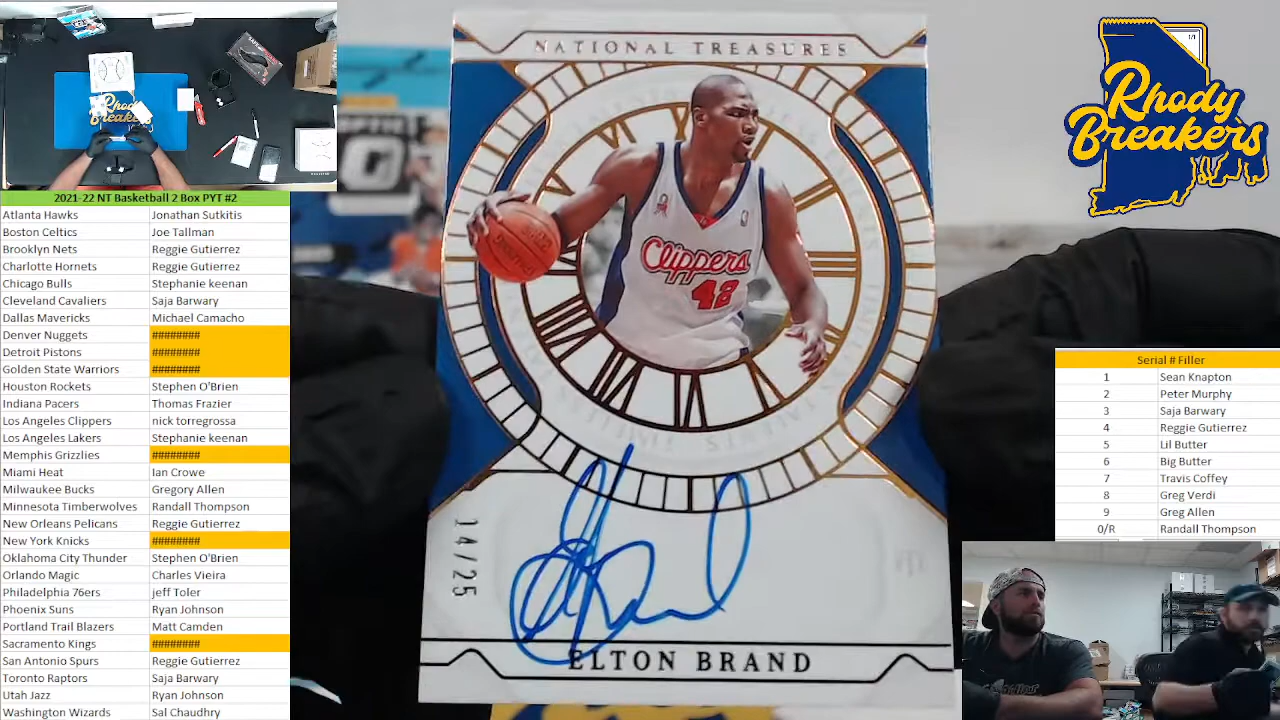 NATIONAL TREASURES
Clippers
42
14/25
ELTON BRAND
Rhody
Breakers
1/1
Rhody
Breakers
2021-22 NT Basketball 2 Box PYT #2
Atlanta Hawks Jonathan Sutkitis
Boston Celtics Joe Tallman
Brooklyn Nets Reggie Gutierrez
Charlotte Hornets Reggie Gutierrez
Chicago Bulls Stephanie keenan
Cleveland Cavaliers Saja Barwary
Dallas Mavericks Michael Camacho
Denver Nuggets ########
Detroit Pistons ########
Golden State Warriors ########
Houston Rockets Stephen O'Brien
Indiana Pacers Thomas Frazier
Los Angeles Clippers nick torregrossa
Los Angeles Lakers Stephanie keenan
Memphis Grizzlies ########
Miami Heat Ian Crowe
Milwaukee Bucks Gregory Allen
Minnesota Timberwolves Randall Thompson
New Orleans Pelicans Reggie Gutierrez
New York Knicks ########
Oklahoma City Thunder Stephen O'Brien
Orlando Magic Charles Vieira
Philadelphia 76ers jeff Toler
Phoenix Suns Ryan Johnson
Portland Trail Blazers Matt Camden
Sacramento Kings ########
San Antonio Spurs Reggie Gutierrez
Toronto Raptors Saja Barwary
Utah Jazz Ryan Johnson
Washington Wizards Sal Chaudhry
Serial # Filler
1 Sean Knapton
2 Peter Murphy
3 Saja Barwary
4 Reggie Gutierrez
5 Lil Butter
6 Big Butter
7 Travis Coffey
8 Greg Verdi
9 Greg Allen
0/R Randall Thompson